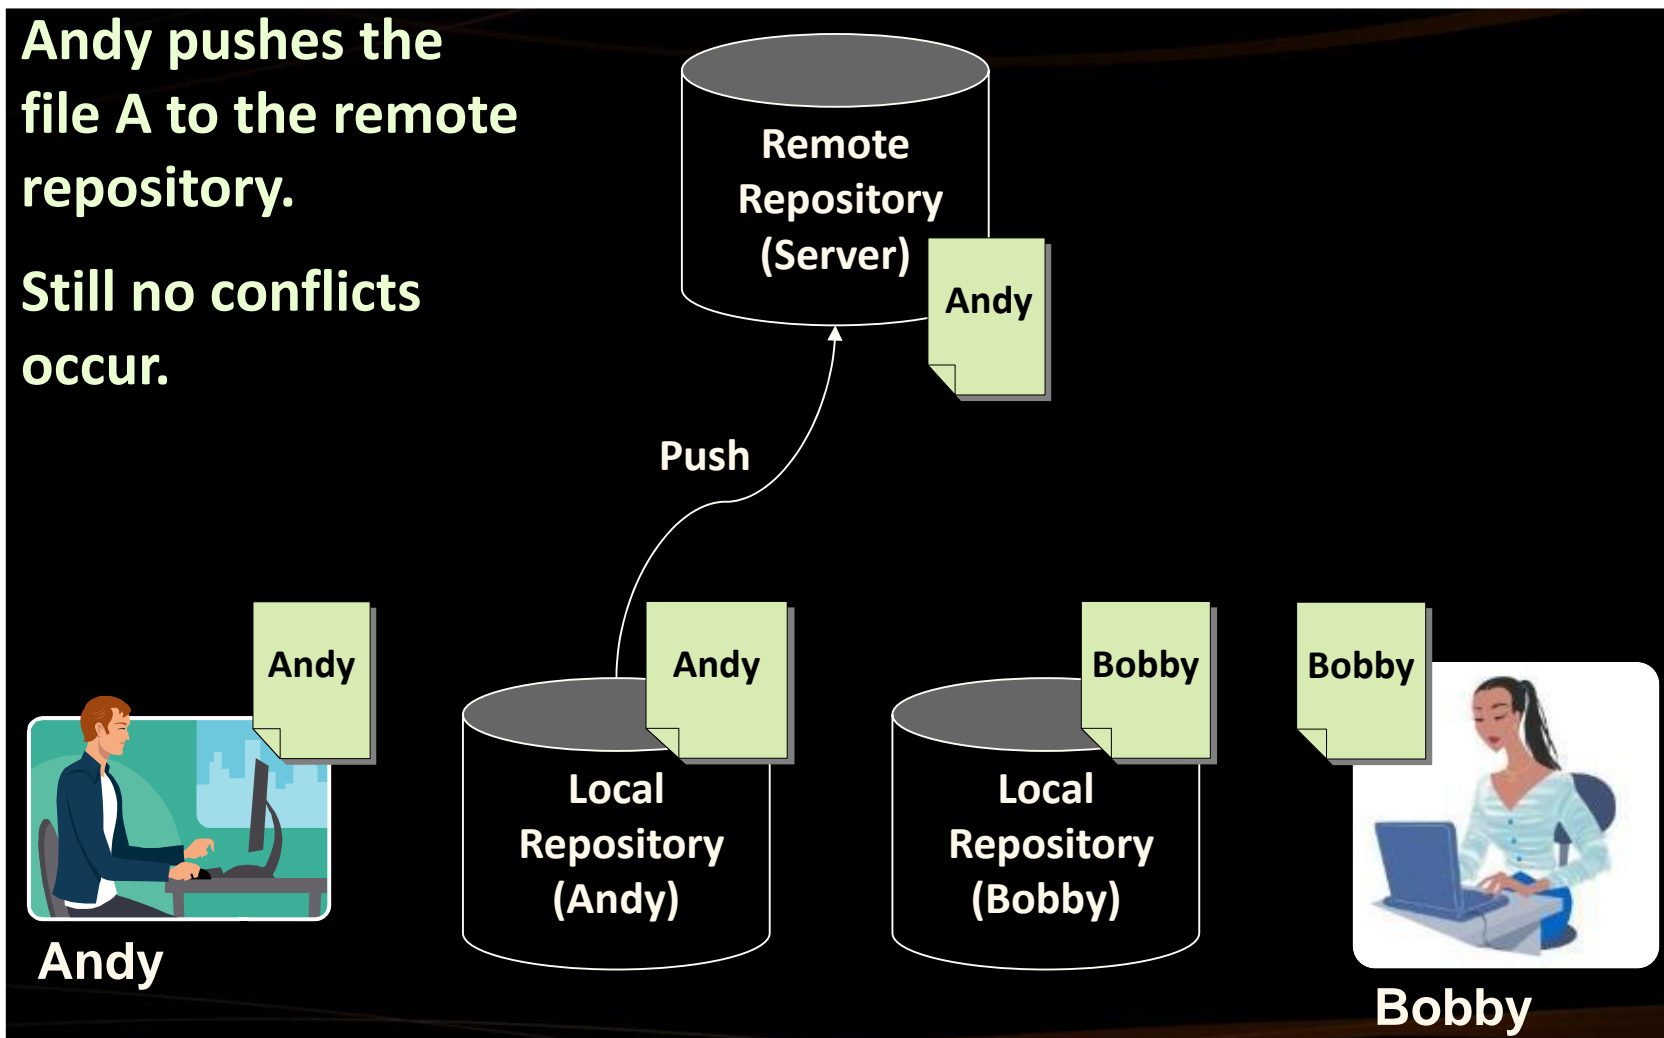 Andy pushes the
file A to the remote
repository.
Still no conflicts
occur.
Remote
Repository
(Server)
Andy
Push
Andy
Andy
Bobby
Bobby
Local
Repository
(Andy)
Local
Repository
(Bobby)
Andy
Bobby